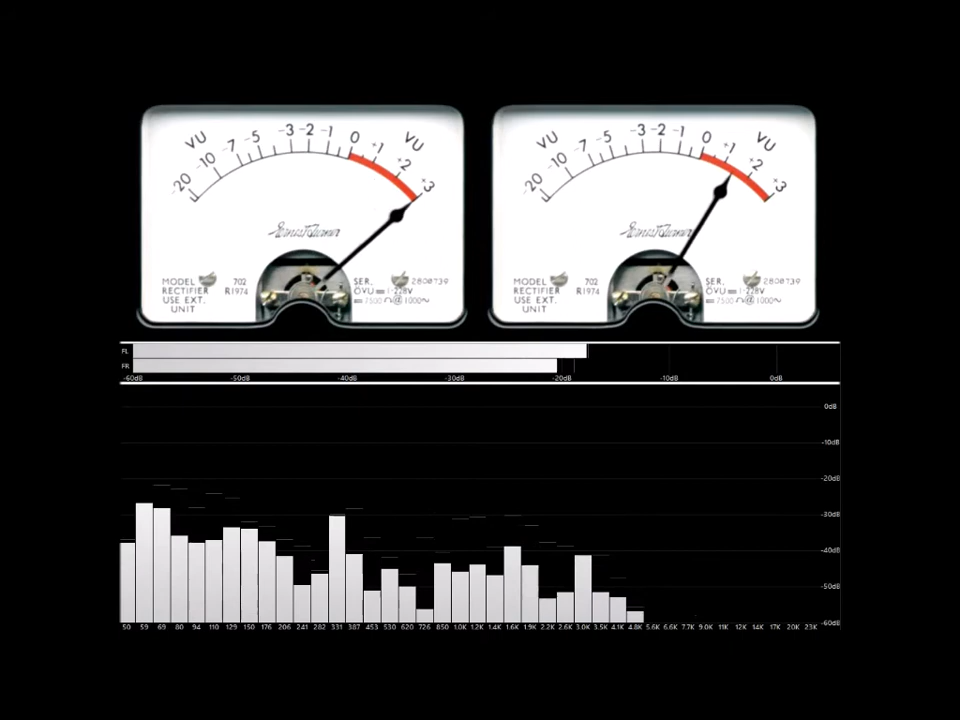 VU -20 -10 -7 -5 -3 -2 -1 0 +1 +2 +3 VU
MODEL 702
RECTIFIER R1974
USE EXT.
UNIT
SER. 2800739
ÖVU = 1·228V
= 7500 @ 1000~
VU -20 -10 -7 -5 -3 -2 -1 0 +1 +2 +3 VU
MODEL 702
RECTIFIER R1974
USE EXT.
UNIT
SER. 2800739
ÖVU = 1·228V
= 7500 @ 1000~
FL
FR
-60dB -50dB -40dB -30dB -20dB -10dB 0dB
0dB
-10dB
-20dB
-30dB
-40dB
-50dB
-60dB
50 59 69 80 94 110 129 150 176 206 241 282 331 387 453 530 620 726 850 1.0K 1.2K 1.4K 1.6K 1.9K 2.2K 2.6K 3.0K 3.5K 4.1K 4.8K 5.6K 6.6K 7.7K 9.0K 11K 12K 14K 17K 20K 23K